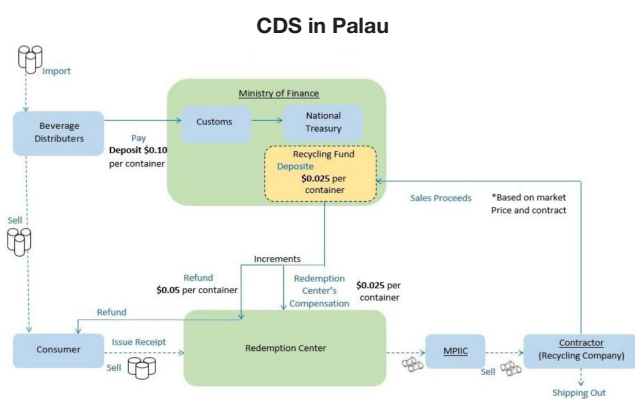 CDS in Palau
Import
Ministry of Finance
Beverage
Distributors
Customs
National
Treasury
Pay
Deposit $0.10
per container
Recycling Fund
Deposite
$0.025 per
container
Sales Proceeds
*Based on market
Price and contract
Sell
Increments
Refund
$0.05 per container
Redemption
Center's
Compensation
$0.025 per
container
Refund
Consumer
Issue Receipt
Sell
Redemption Center
MPIIC
Sell
Contractor
(Recycling Company)
Shipping Out